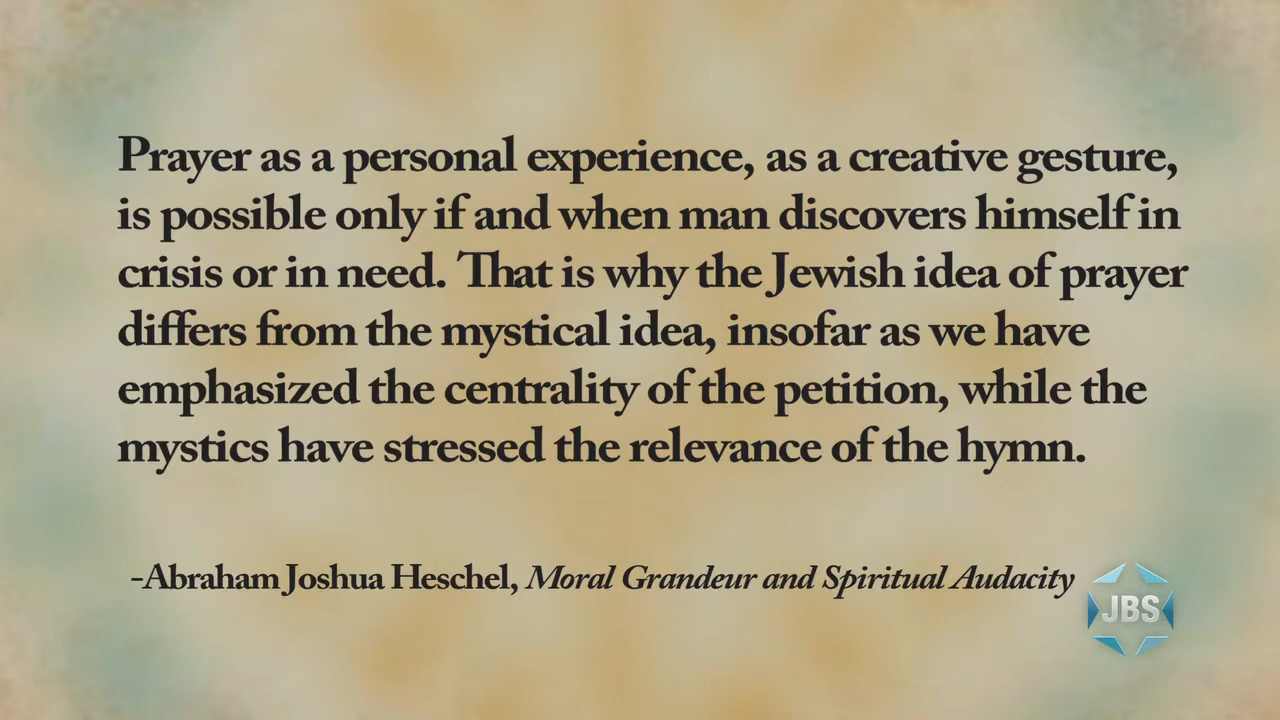 Prayer as a personal experience, as a creative gesture,
is possible only if and when man discovers himself in
crisis or in need. That is why the Jewish idea of prayer
differs from the mystical idea, insofar as we have
emphasized the centrality of the petition, while the
mystics have stressed the relevance of the hymn.
-Abraham Joshua Heschel, Moral Grandeur and Spiritual Audacity
JBS